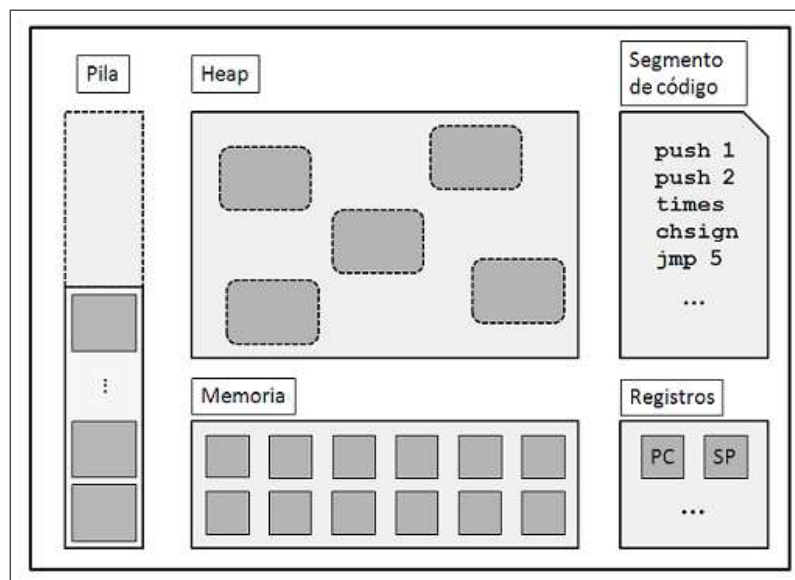 Pila
Heap
Segmento
de código
push 1
push 2
times
chsign
jmp 5
...
⋮
Memoria
Registros
PC
SP
...